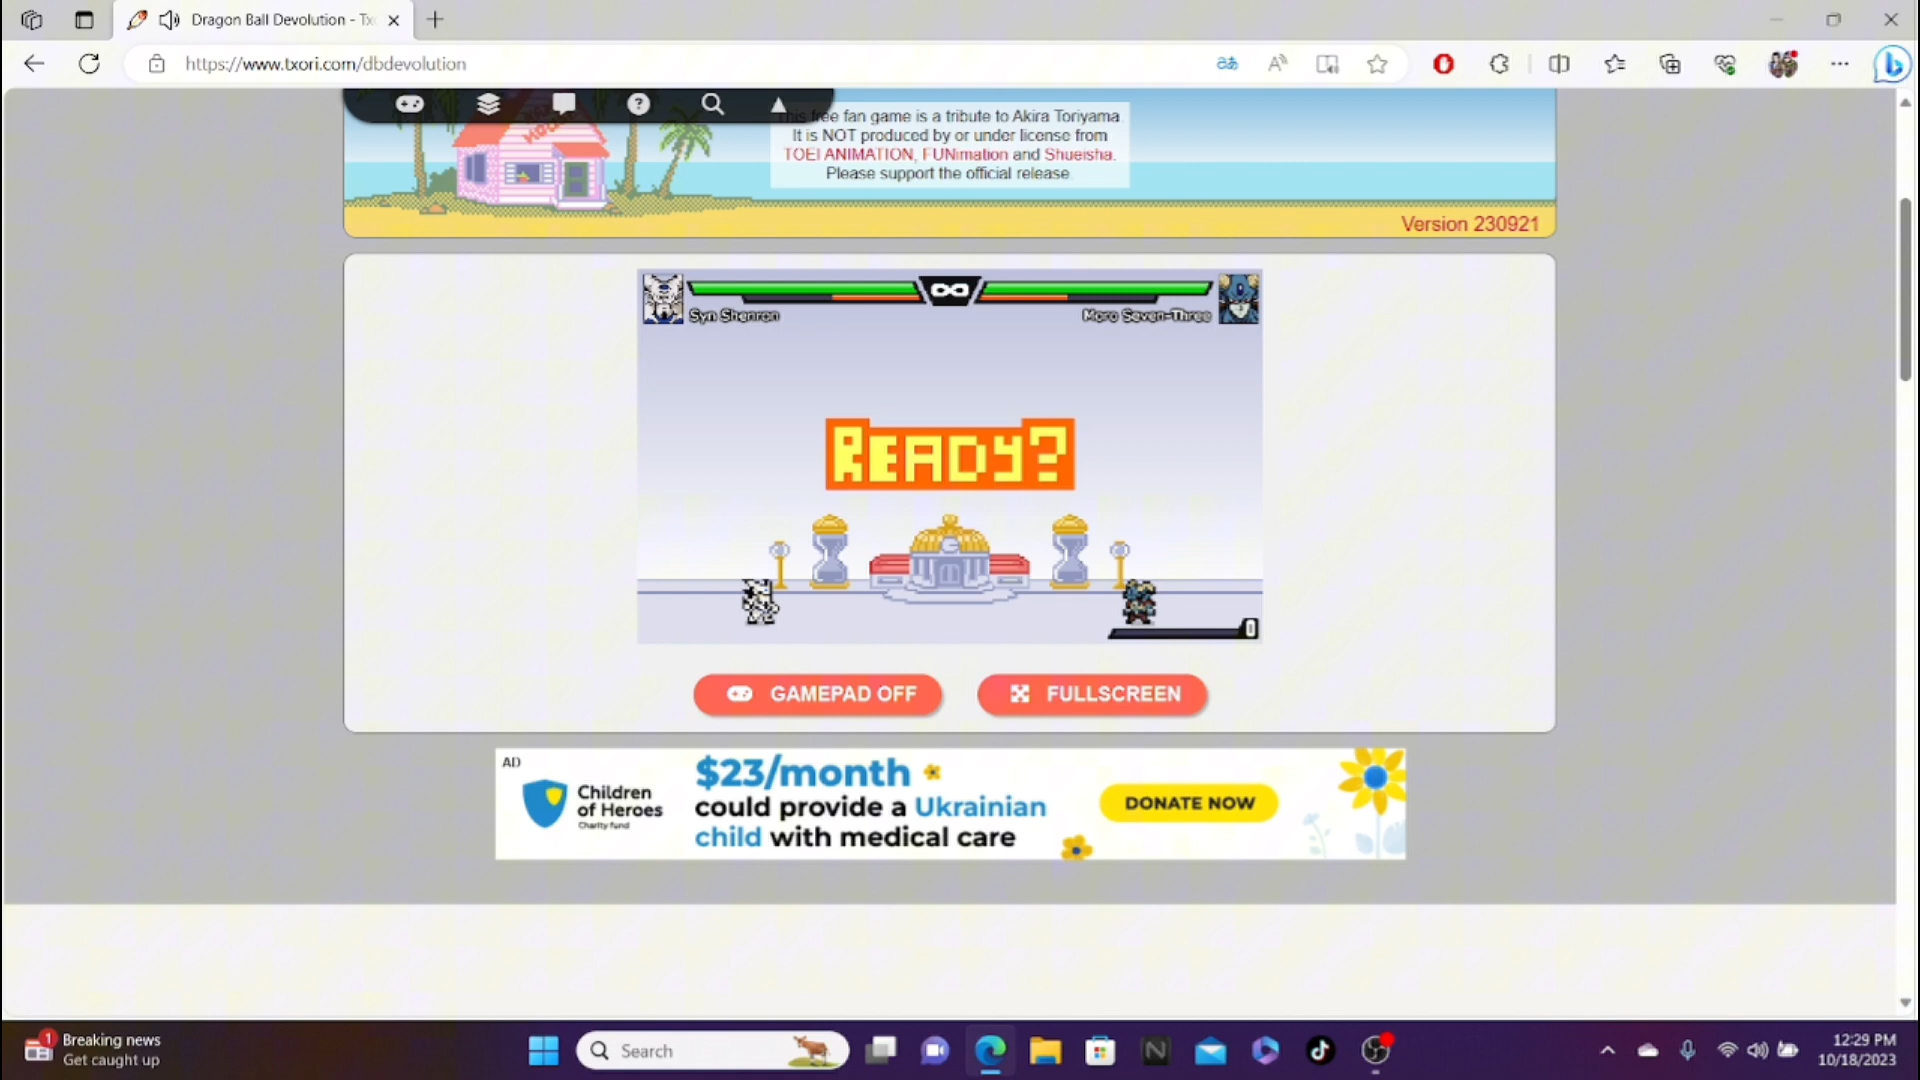 Dragon Ball Devolution - Tx
https://www.txori.com/dbdevolution
This free fan game is a tribute to Akira Toriyama.
It is NOT produced by or under license from
TOEI ANIMATION, FUNimation and Shueisha.
Please support the official release.
Version 230921
Syn Shenron
Moro Seven-Three
READY?
0
GAMEPAD OFF
FULLSCREEN
AD
Children
of Heroes
Charity fund
$23/month
could provide a Ukrainian
child with medical care
DONATE NOW
1
Breaking news
Get caught up
Search
12:29 PM
10/18/2023